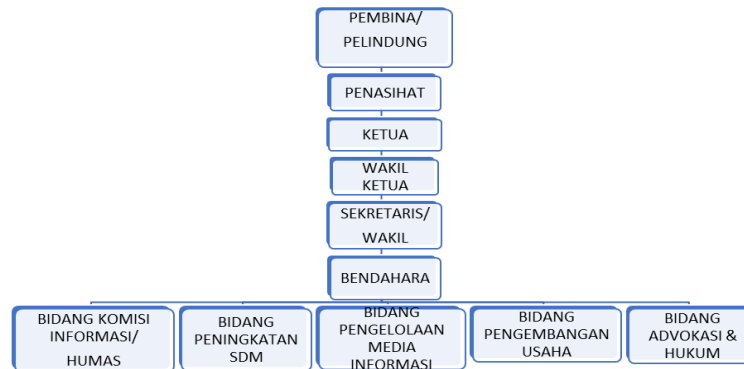 PEMBINA/
PELINDUNG
PENASIHAT
KETUA
WAKIL
KETUA
SEKRETARIS/
WAKIL
BENDAHARA
BIDANG KOMISI
INFORMASI/
HUMAS
BIDANG
PENINGKATAN
SDM
BIDANG
PENGELOLAAN
MEDIA
INFORMASI
BIDANG
PENGEMBANGAN
USAHA
BIDANG
ADVOKASI &
HUKUM